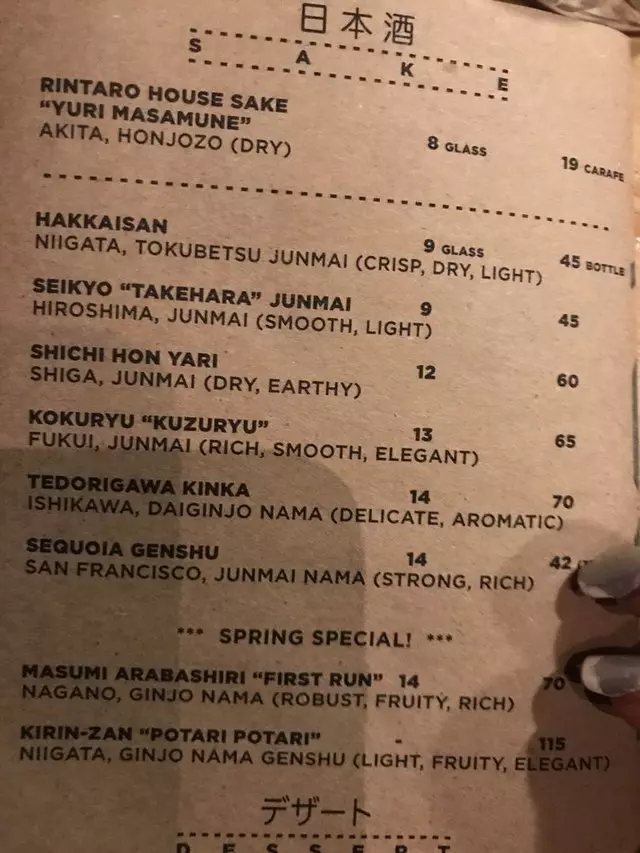 日本酒
SAKE
RINTARO HOUSE SAKE
"YURI MASAMUNE"
AKITA, HONJOZO (DRY) 8 GLASS 19 CARAFE
HAKKAISAN 9 GLASS 45 BOTTLE
NIIGATA, TOKUBETSU JUNMAI (CRISP, DRY, LIGHT)
SEIKYO "TAKEHARA" JUNMAI 9 45
HIROSHIMA, JUNMAI (SMOOTH, LIGHT)
SHICHI HON YARI 12 60
SHIGA, JUNMAI (DRY, EARTHY)
KOKURYU "KUZURYU" 13 65
FUKUI, JUNMAI (RICH, SMOOTH, ELEGANT)
TEDORIGAWA KINKA 14 70
ISHIKAWA, DAIGINJO NAMA (DELICATE, AROMATIC)
SEQUOIA GENSHU 14 42
SAN FRANCISCO, JUNMAI NAMA (STRONG, RICH)
*** SPRING SPECIAL! ***
MASUMI ARABASHIRI "FIRST RUN" 14 70
NAGANO, GINJO NAMA (ROBUST, FRUITY, RICH)
KIRIN-ZAN "POTARI POTARI" - 115
NIIGATA, GINJO NAMA GENSHU (LIGHT, FRUITY, ELEGANT)
デザート
DESSERT